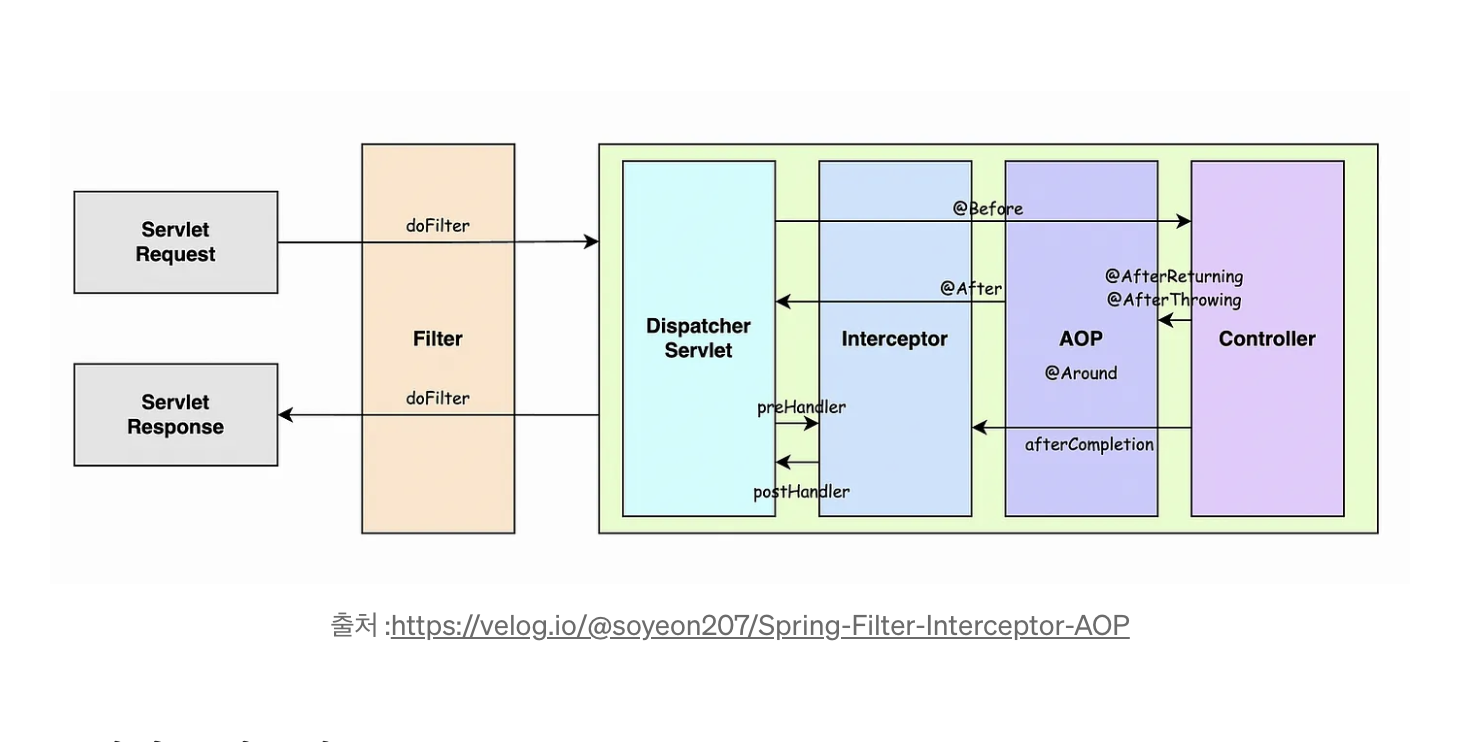 Servlet
Request
doFilter
Filter
Servlet
Response
doFilter
Dispatcher
Servlet
Interceptor
AOP
@Around
Controller
@Before
@After
@AfterReturning
@AfterThrowing
preHandler
postHandler
afterCompletion
출처 :https://velog.io/@soyeon207/Spring-Filter-Interceptor-AOP